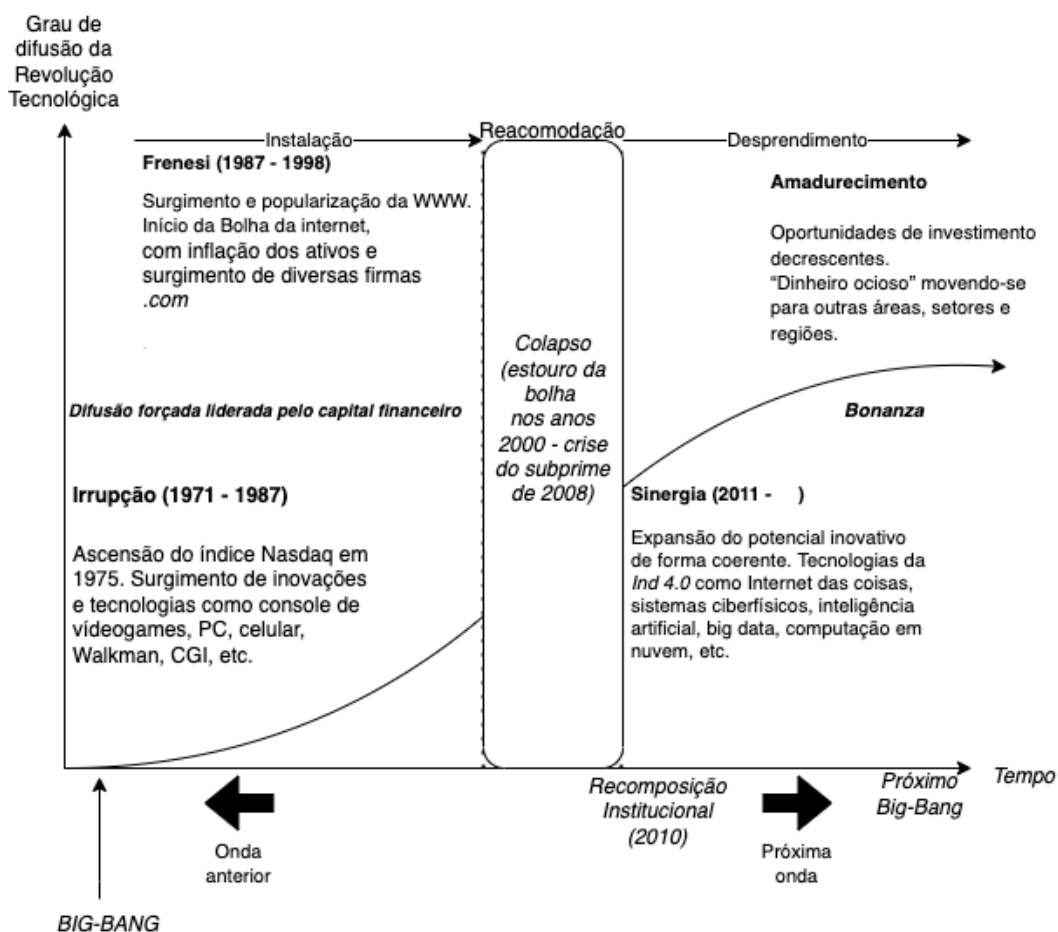 Grau de
difusão da
Revolução
Tecnológica
Instalação
Reacomodação
Desprendimento
Frenesi (1987 - 1998)
Surgimento e popularização da WWW.
Início da Bolha da internet,
com inflação dos ativos e
surgimento de diversas firmas
.com
Amadurecimento
Oportunidades de investimento
decrescentes.
“Dinheiro ocioso” movendo-se
para outras áreas, setores e
regiões.
Colapso
(estouro da
bolha
nos anos
2000 - crise
do subprime
de 2008)
Difusão forçada liderada pelo capital financeiro
Bonanza
Irrupção (1971 - 1987)
Ascensão do índice Nasdaq em
1975. Surgimento de inovações
e tecnologias como console de
vídeogames, PC, celular,
Walkman, CGI, etc.
Sinergia (2011 - )
Expansão do potencial inovativo
de forma coerente. Tecnologias da
Ind 4.0 como Internet das coisas,
sistemas ciberfísicos, inteligência
artificial, big data, computação em
nuvem, etc.
Tempo
Recomposição
Institucional
(2010)
Próximo
Big-Bang
Onda
anterior
Próxima
onda
BIG-BANG